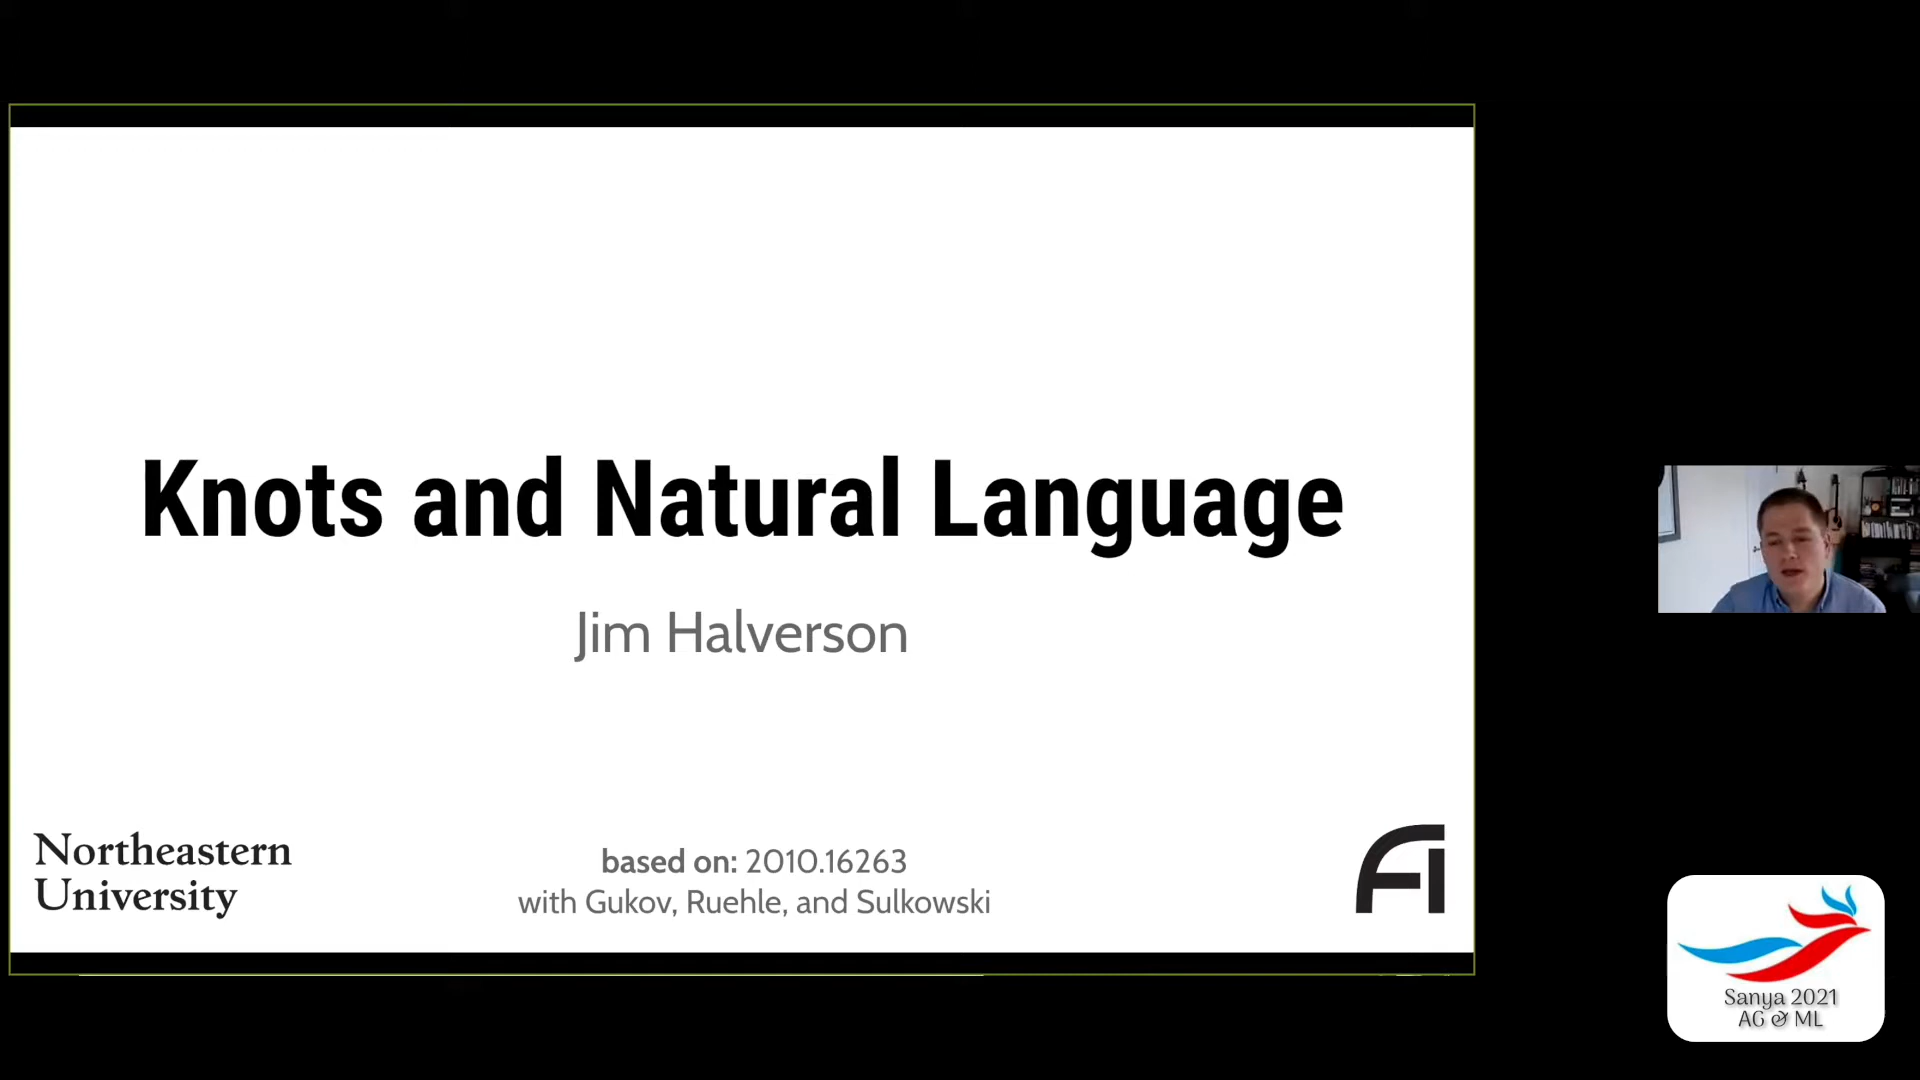 Knots and Natural Language
Jim Halverson
Northeastern
University
based on: 2010.16263
with Gukov, Ruehle, and Sulkowski
FI
Sanya 2021
AG & ML